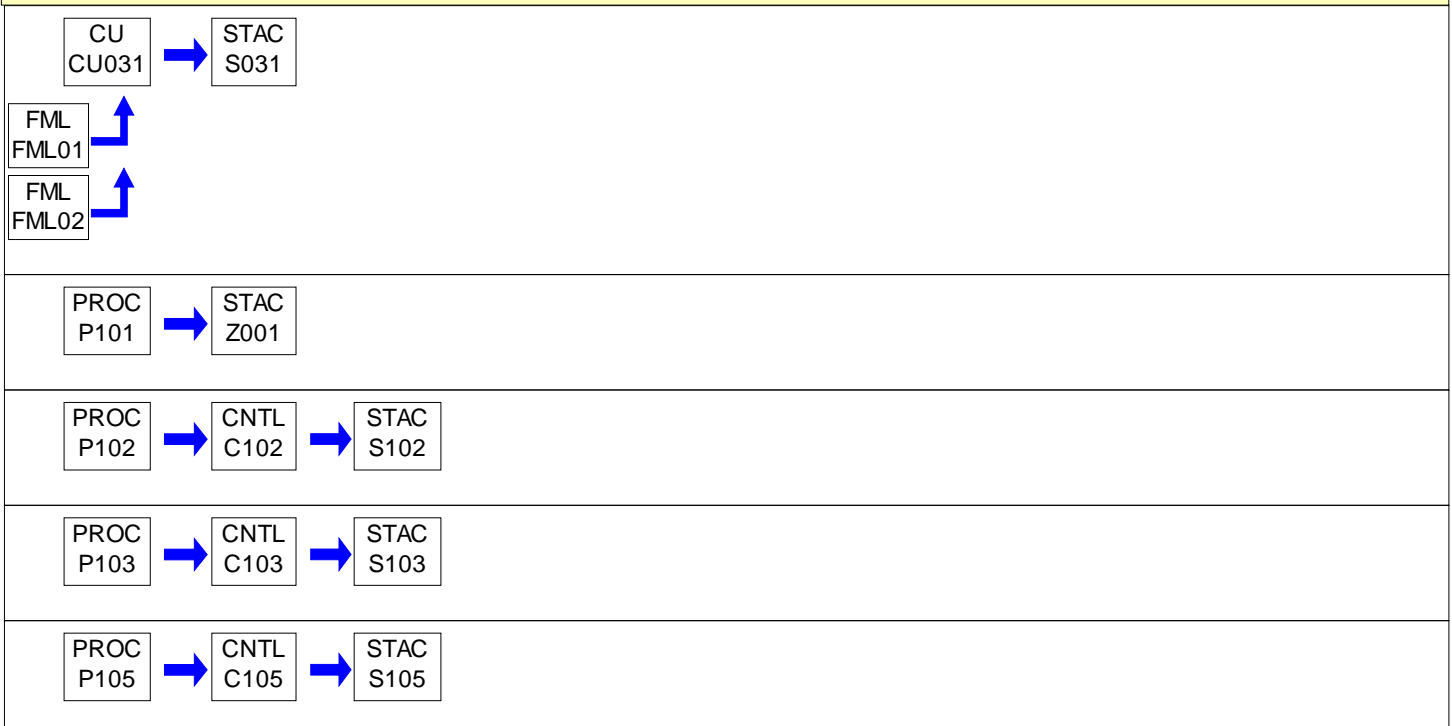 CU
CU031
STAC
S031
FML
FML01
FML
FML02
PROC
P101
STAC
Z001
PROC
P102
CNTL
C102
STAC
S102
PROC
P103
CNTL
C103
STAC
S103
PROC
P105
CNTL
C105
STAC
S105